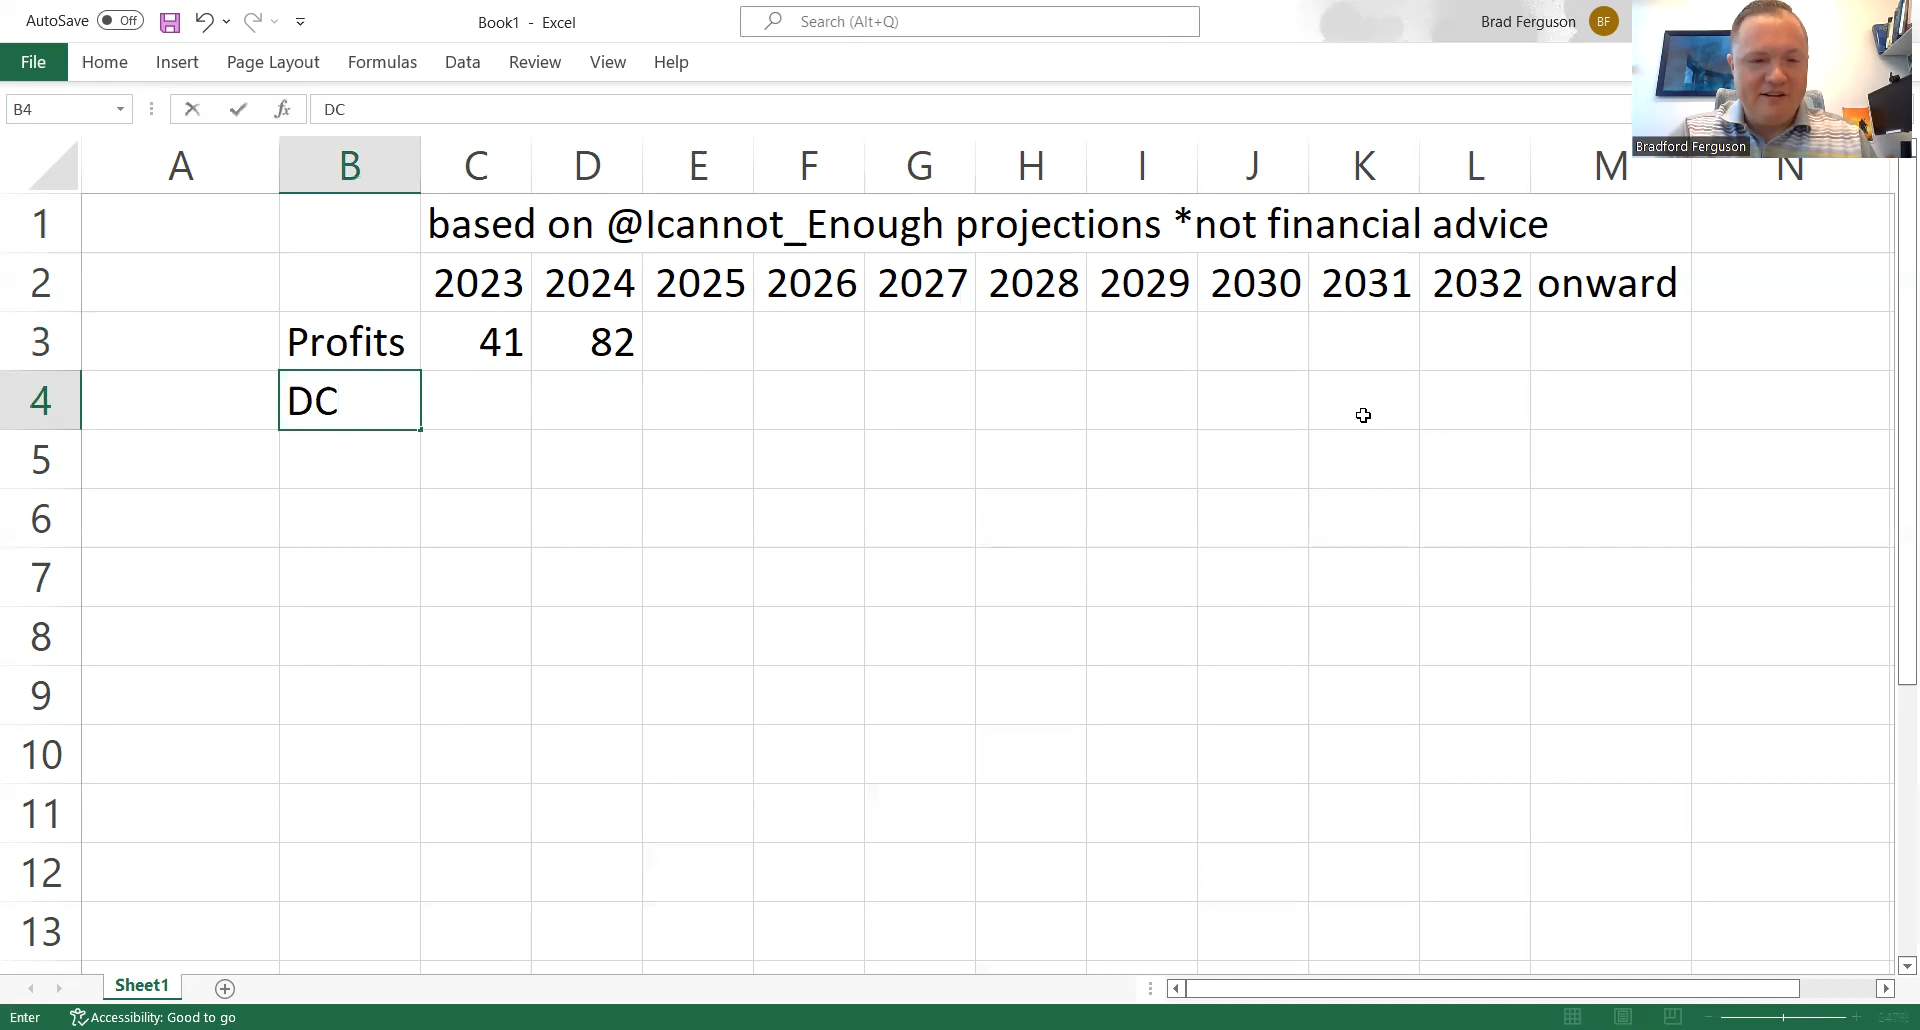 AutoSave Off Book1 - Excel Search (Alt+Q) Brad Ferguson BF
File Home Insert Page Layout Formulas Data Review View Help
B4 fx DC
Bradford Ferguson
A B C D E F G H I J K L M N
1 based on @Icannot_Enough projections *not financial advice
2 2023 2024 2025 2026 2027 2028 2029 2030 2031 2032 onward
3 Profits 41 82
4 DC
5
6
7
8
9
10
11
12
13
Sheet1
Enter Accessibility: Good to go